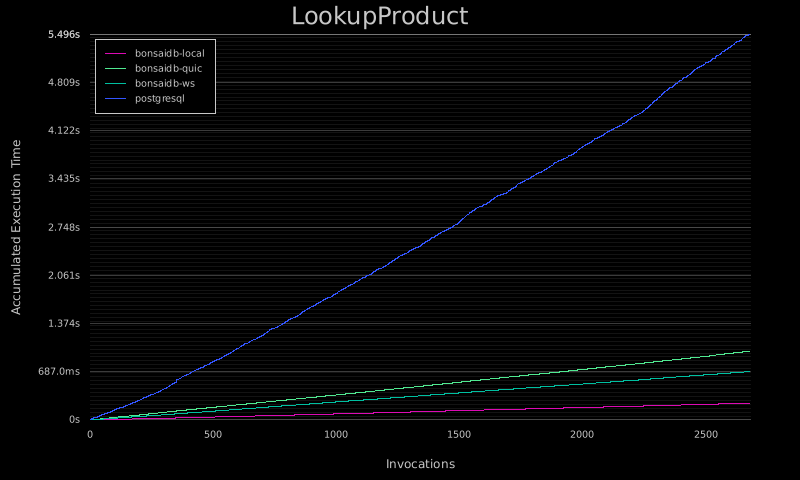 LookupProduct
5.496s
bonsaidb-local
bonsaidb-quic
bonsaidb-ws
postgresql
4.809s
4.122s
3.435s
2.748s
2.061s
1.374s
687.0ms
0s
Accumulated Execution Time
0 500 1000 1500 2000 2500
Invocations